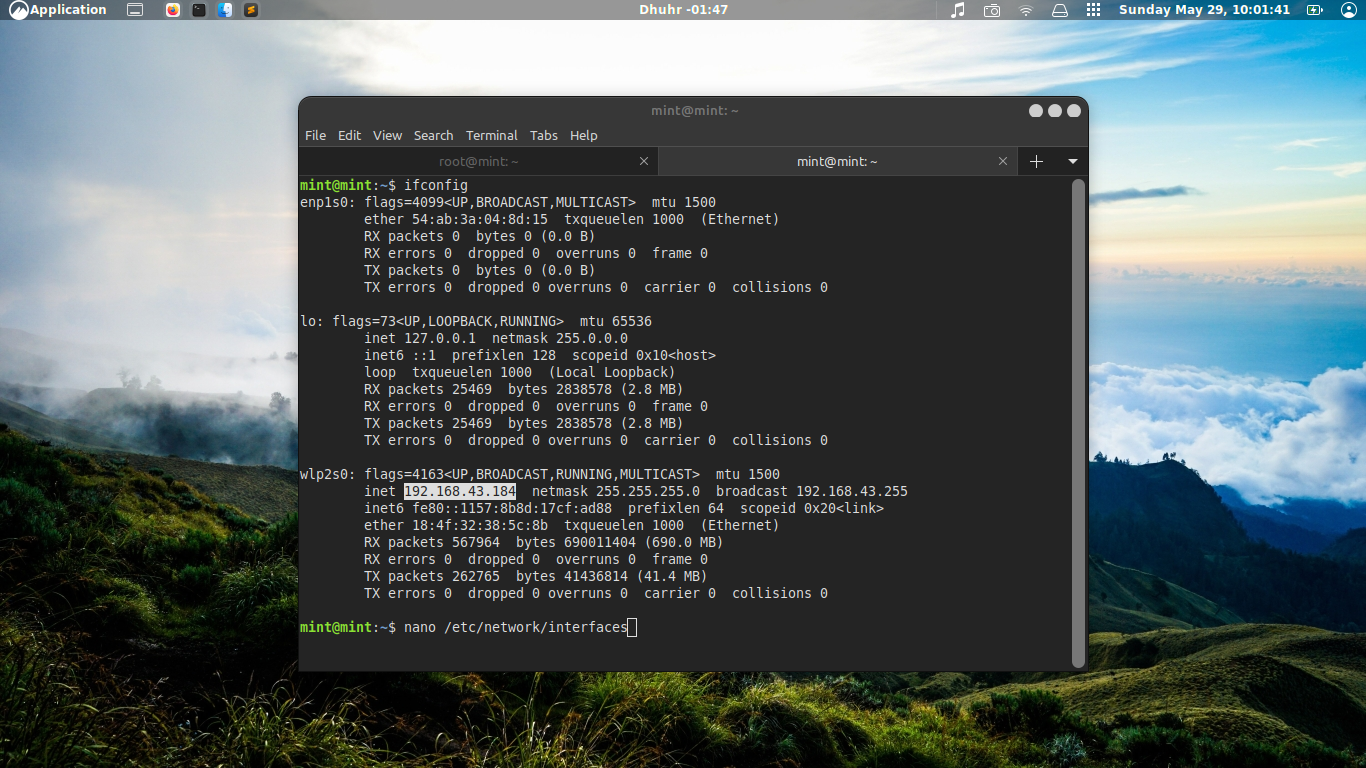 Application
Dhuhr -01:47
Sunday May 29, 10:01:41
mint@mint: ~
File Edit View Search Terminal Tabs Help
root@mint: ~
mint@mint: ~
mint@mint:~$ ifconfig
enp1s0: flags=4099<UP,BROADCAST,MULTICAST>  mtu 1500
        ether 54:ab:3a:04:8d:15  txqueuelen 1000  (Ethernet)
        RX packets 0  bytes 0 (0.0 B)
        RX errors 0  dropped 0  overruns 0  frame 0
        TX packets 0  bytes 0 (0.0 B)
        TX errors 0  dropped 0 overruns 0  carrier 0  collisions 0
lo: flags=73<UP,LOOPBACK,RUNNING>  mtu 65536
        inet 127.0.0.1  netmask 255.0.0.0
        inet6 ::1  prefixlen 128  scopeid 0x10<host>
        loop  txqueuelen 1000  (Local Loopback)
        RX packets 25469  bytes 2838578 (2.8 MB)
        RX errors 0  dropped 0  overruns 0  frame 0
        TX packets 25469  bytes 2838578 (2.8 MB)
        TX errors 0  dropped 0 overruns 0  carrier 0  collisions 0
wlp2s0: flags=4163<UP,BROADCAST,RUNNING,MULTICAST>  mtu 1500
        inet 192.168.43.184  netmask 255.255.255.0  broadcast 192.168.43.255
        inet6 fe80::1157:8b8d:17cf:ad88  prefixlen 64  scopeid 0x20<link>
        ether 18:4f:32:38:5c:8b  txqueuelen 1000  (Ethernet)
        RX packets 567964  bytes 690011404 (690.0 MB)
        RX errors 0  dropped 0  overruns 0  frame 0
        TX packets 262765  bytes 41436814 (41.4 MB)
        TX errors 0  dropped 0 overruns 0  carrier 0  collisions 0
mint@mint:~$ nano /etc/network/interfaces